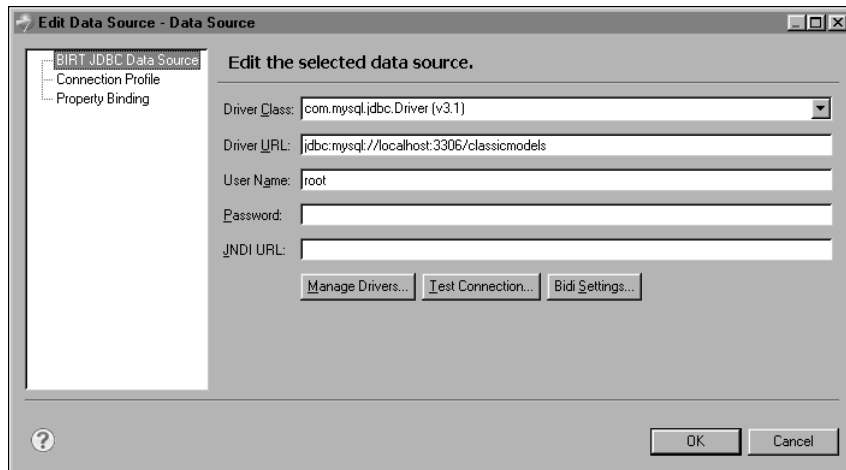 Edit Data Source - Data Source
BIRT JDBC Data Source
Connection Profile
Property Binding
Edit the selected data source.
Driver Class: com.mysql.jdbc.Driver (v3.1)
Driver URL: jdbc:mysql://localhost:3306/classicmodels
User Name: root
Password:
JNDI URL:
Manage Drivers... Test Connection... Bidi Settings...
? OK Cancel